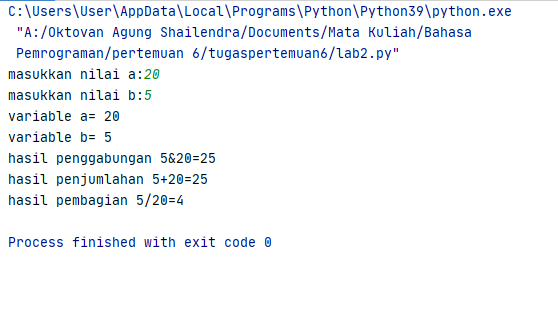 C:\Users\User\AppData\Local\Programs\Python\Python39\python.exe
"A:/Oktovan Agung Shailendra/Documents/Mata Kuliah/Bahasa
Pemrograman/pertemuan 6/tugaspertemuan6/lab2.py"
masukkan nilai a:20
masukkan nilai b:5
variable a= 20
variable b= 5
hasil penggabungan 5&20=25
hasil penjumlahan 5+20=25
hasil pembagian 5/20=4
Process finished with exit code 0